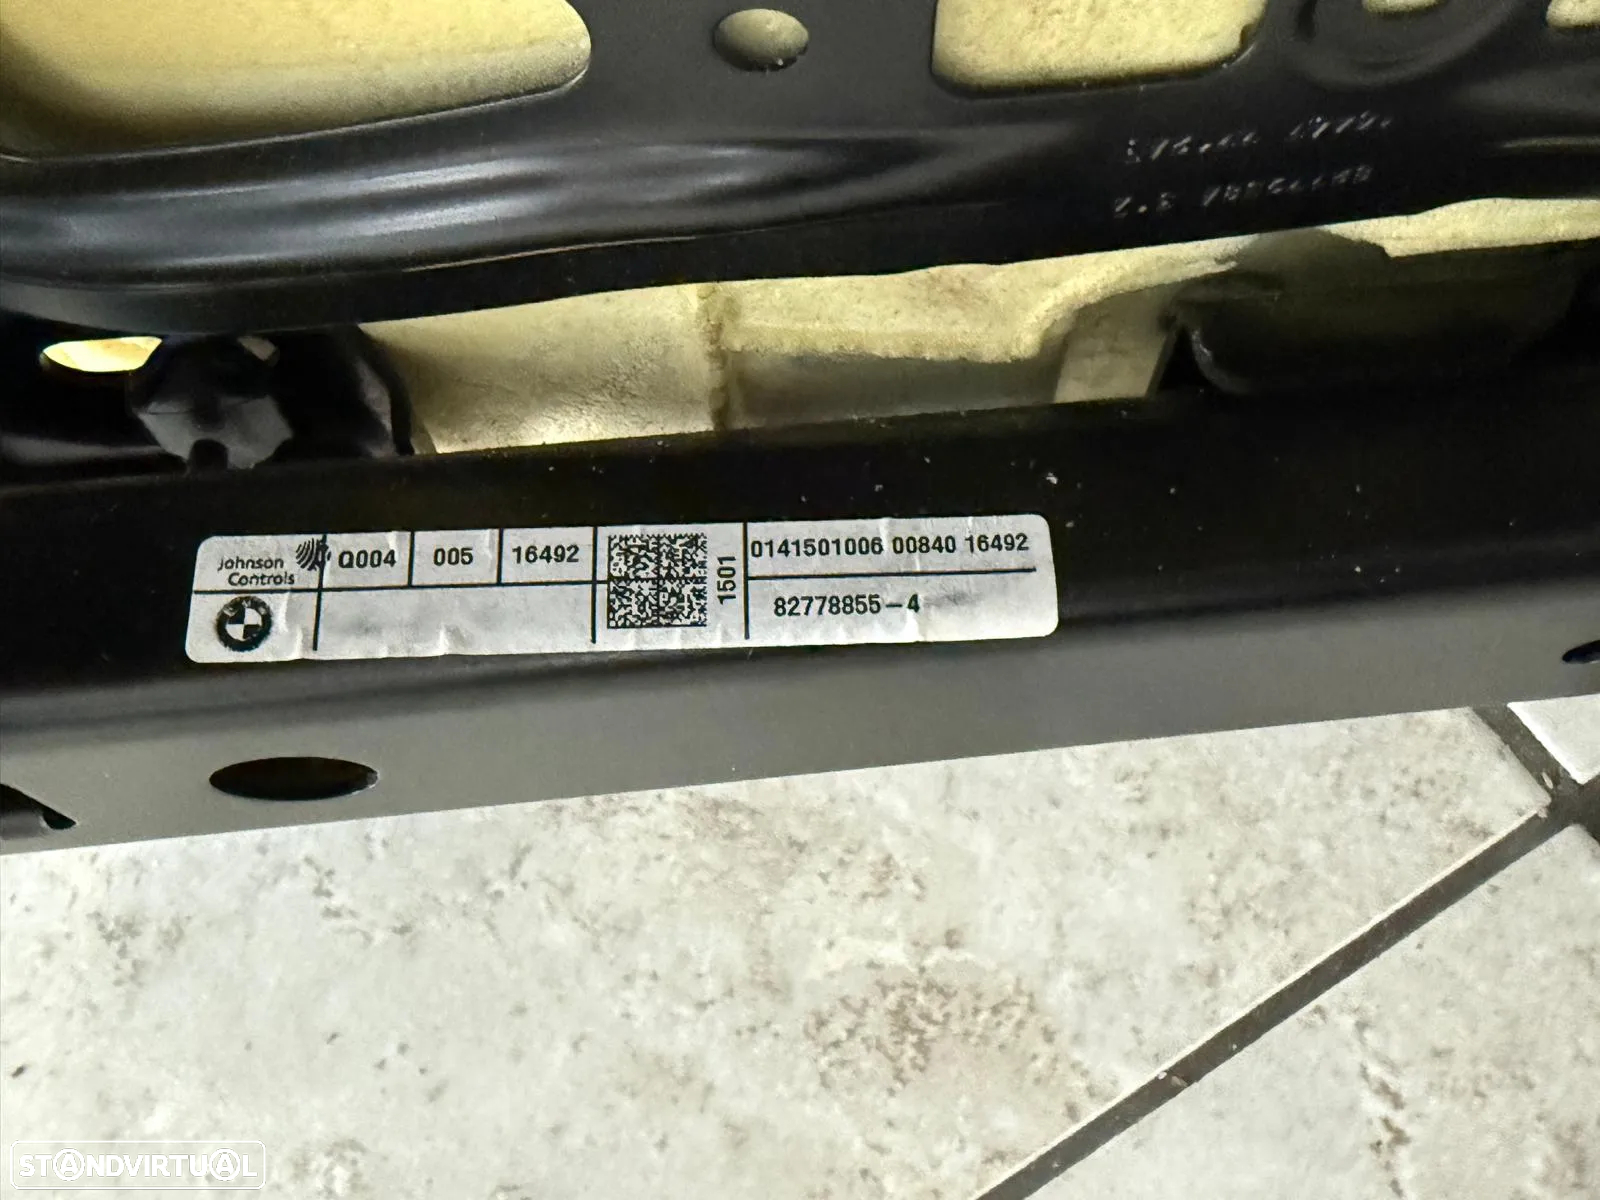 Johnson Controls
Q004 005 16492
1501
0141501006 00840 16492
82778855-4
STANDVIRTUAL